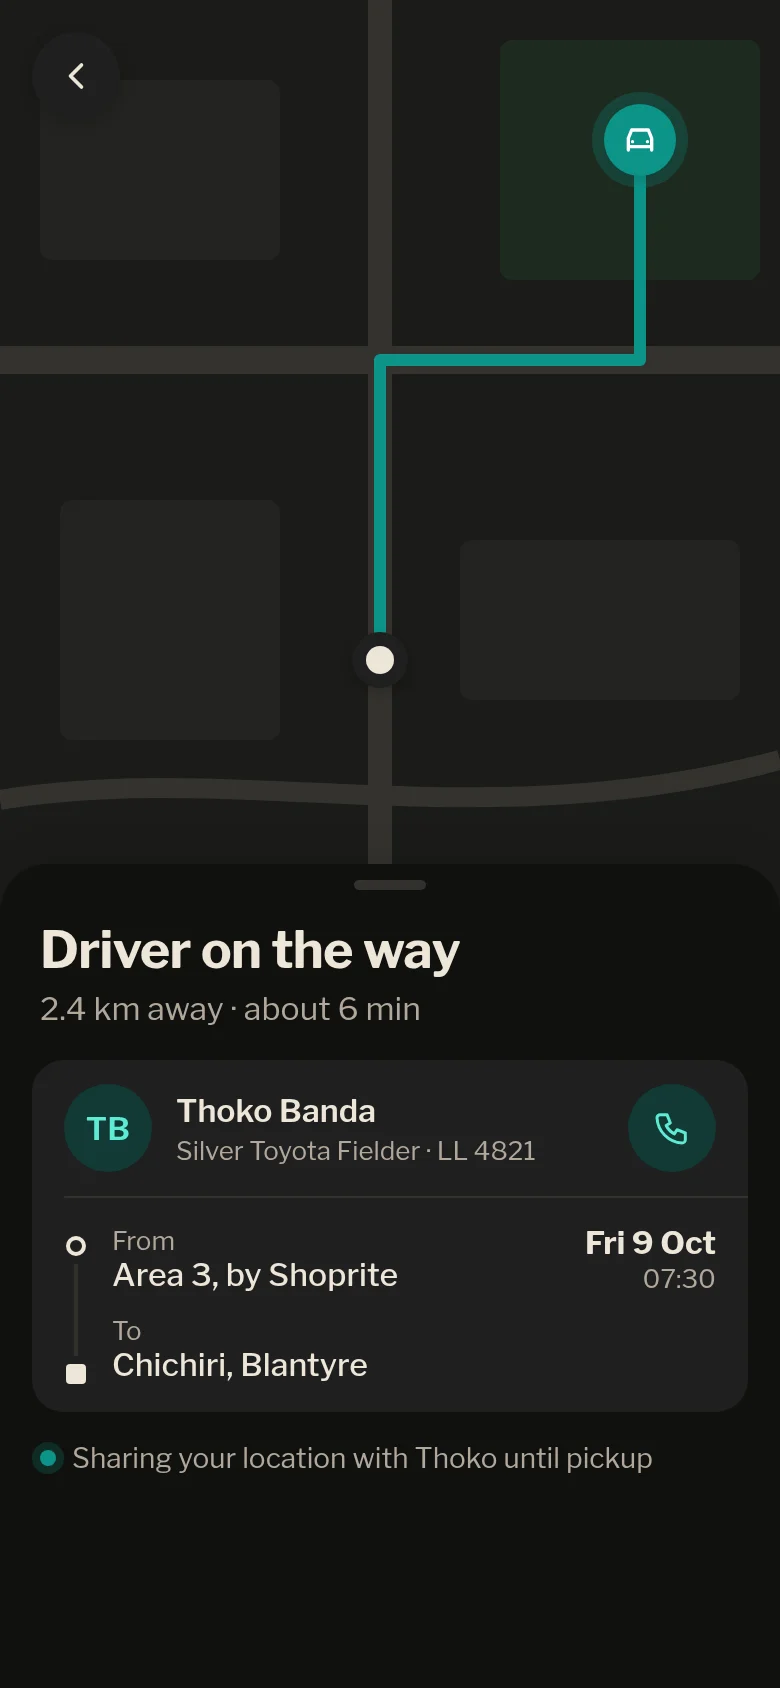 Driver on the way
2.4 km away · about 6 min
TB
Thoko Banda
Silver Toyota Fielder · LL 4821
From
Area 3, by Shoprite
Fri 9 Oct
07:30
To
Chichiri, Blantyre
Sharing your location with Thoko until pickup